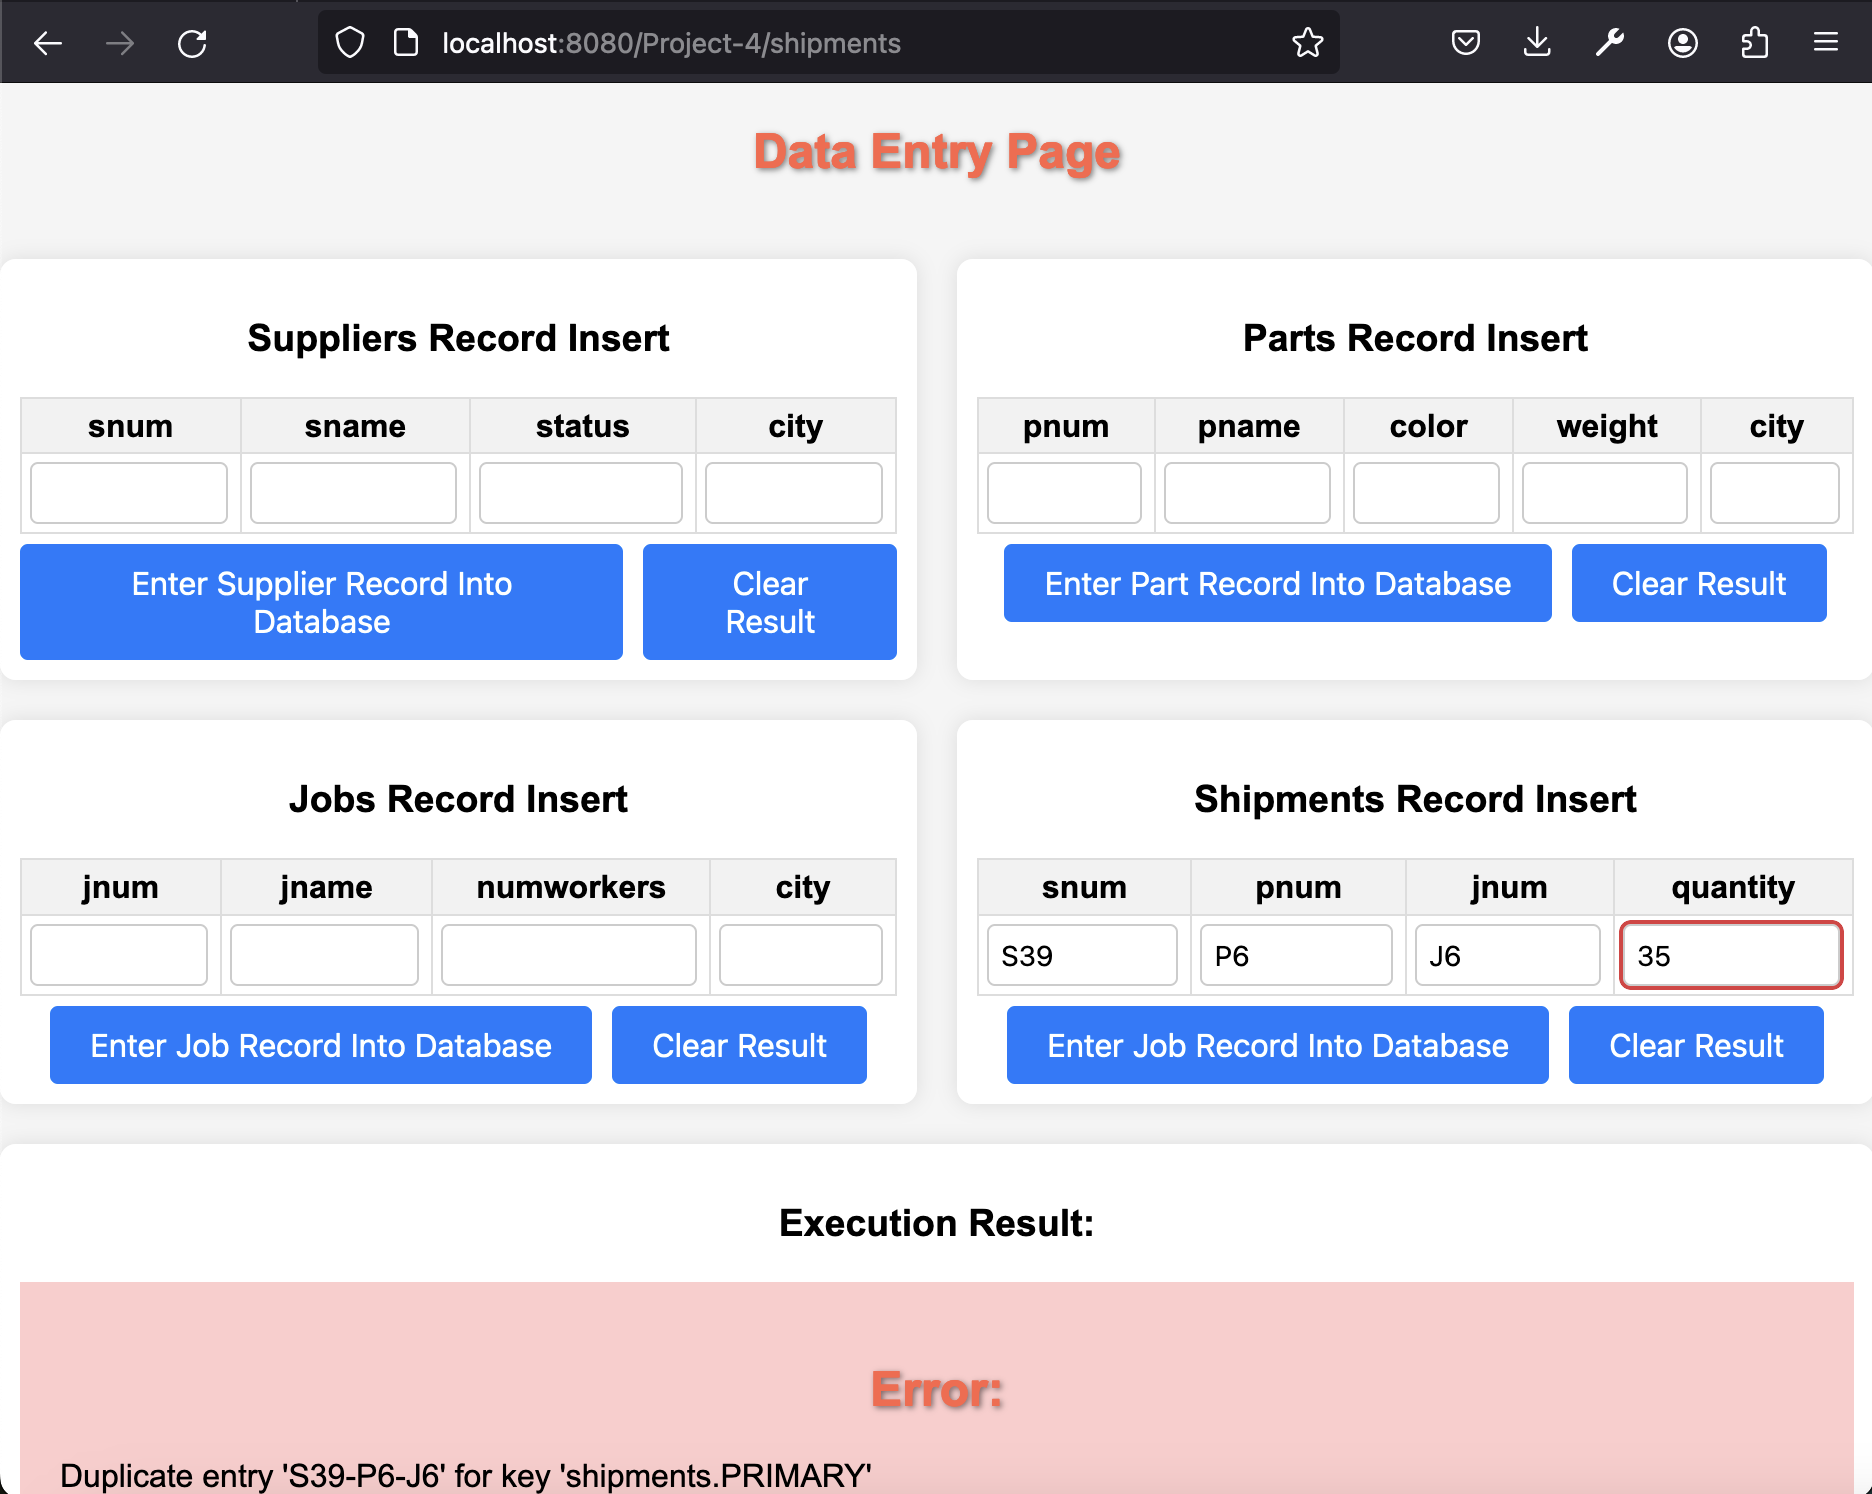 localhost:8080/Project-4/shipments
Data Entry Page
Suppliers Record Insert
snum sname status city
Enter Supplier Record Into
Database
Clear
Result
Parts Record Insert
pnum pname color weight city
Enter Part Record Into Database Clear Result
Jobs Record Insert
jnum jname numworkers city
Enter Job Record Into Database Clear Result
Shipments Record Insert
snum pnum jnum quantity
S39 P6 J6 35
Enter Job Record Into Database Clear Result
Execution Result:
Error:
Duplicate entry 'S39-P6-J6' for key 'shipments.PRIMARY'